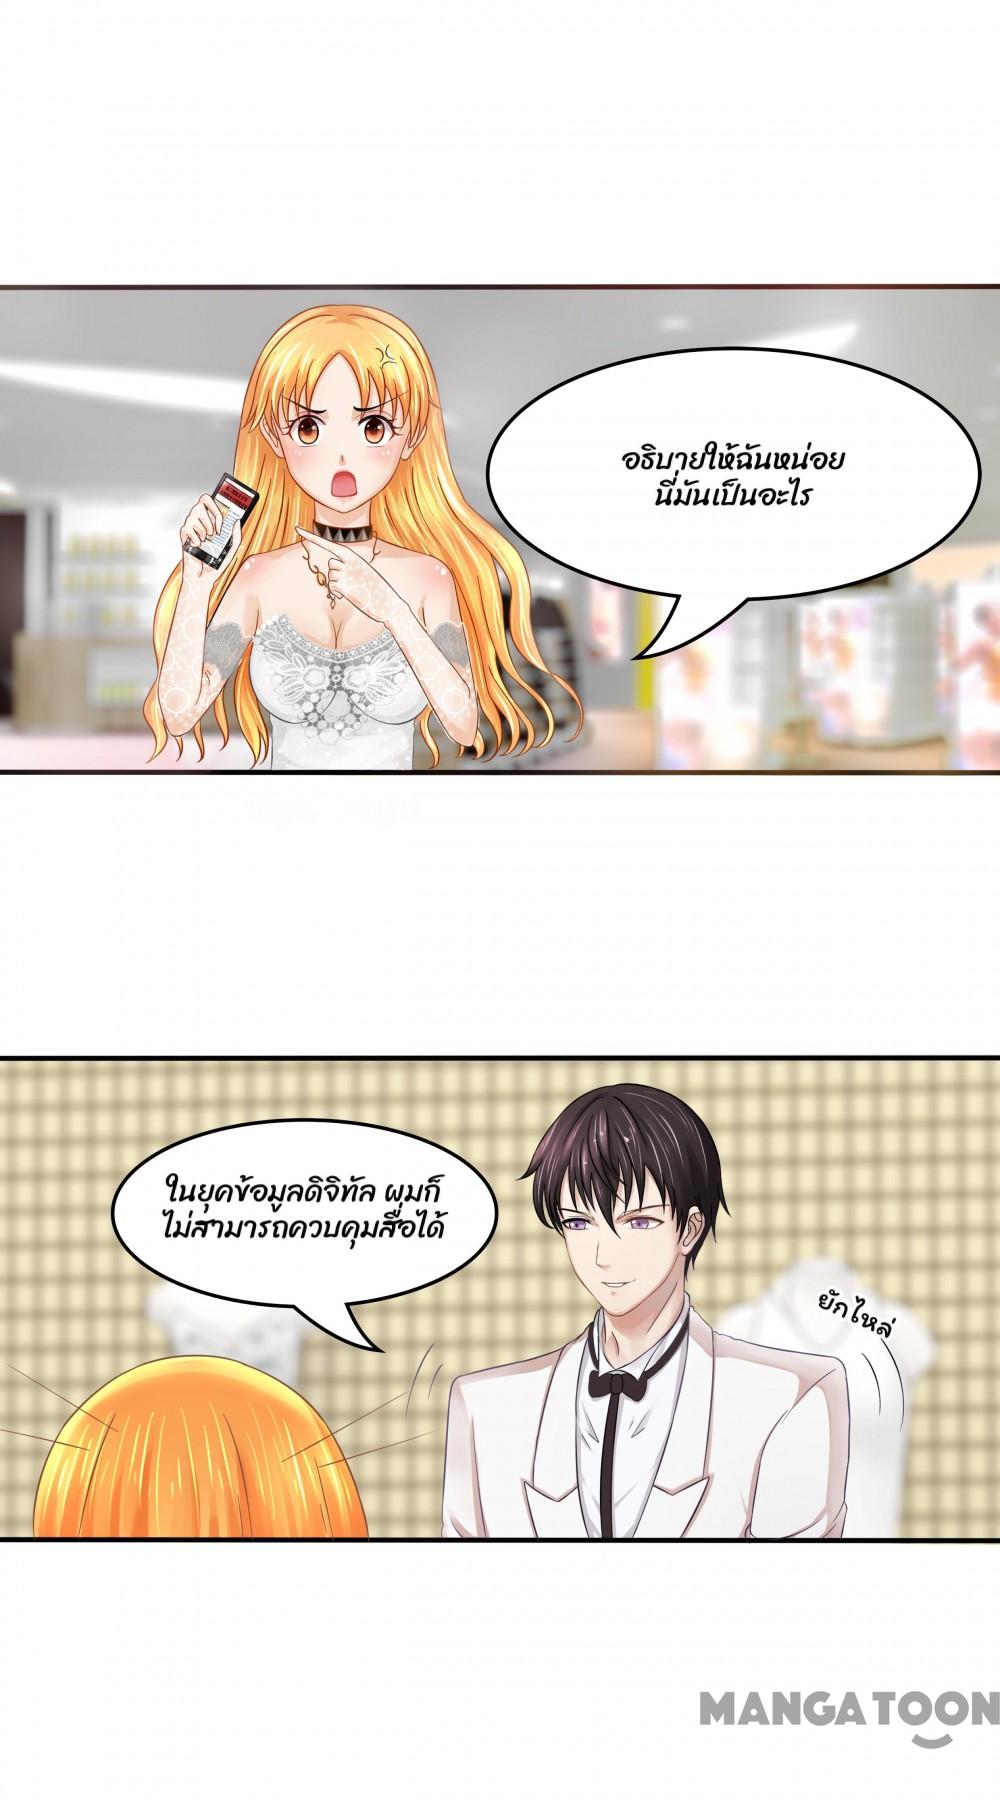 อธิบายให้ฉันหน่อย
นี่มันเป็นอะไร
ในยุคข้อมูลดิจิทัล ผมก็
ไม่สามารถควบคุมสื่อได้
ยักไหล่
MANGATOON